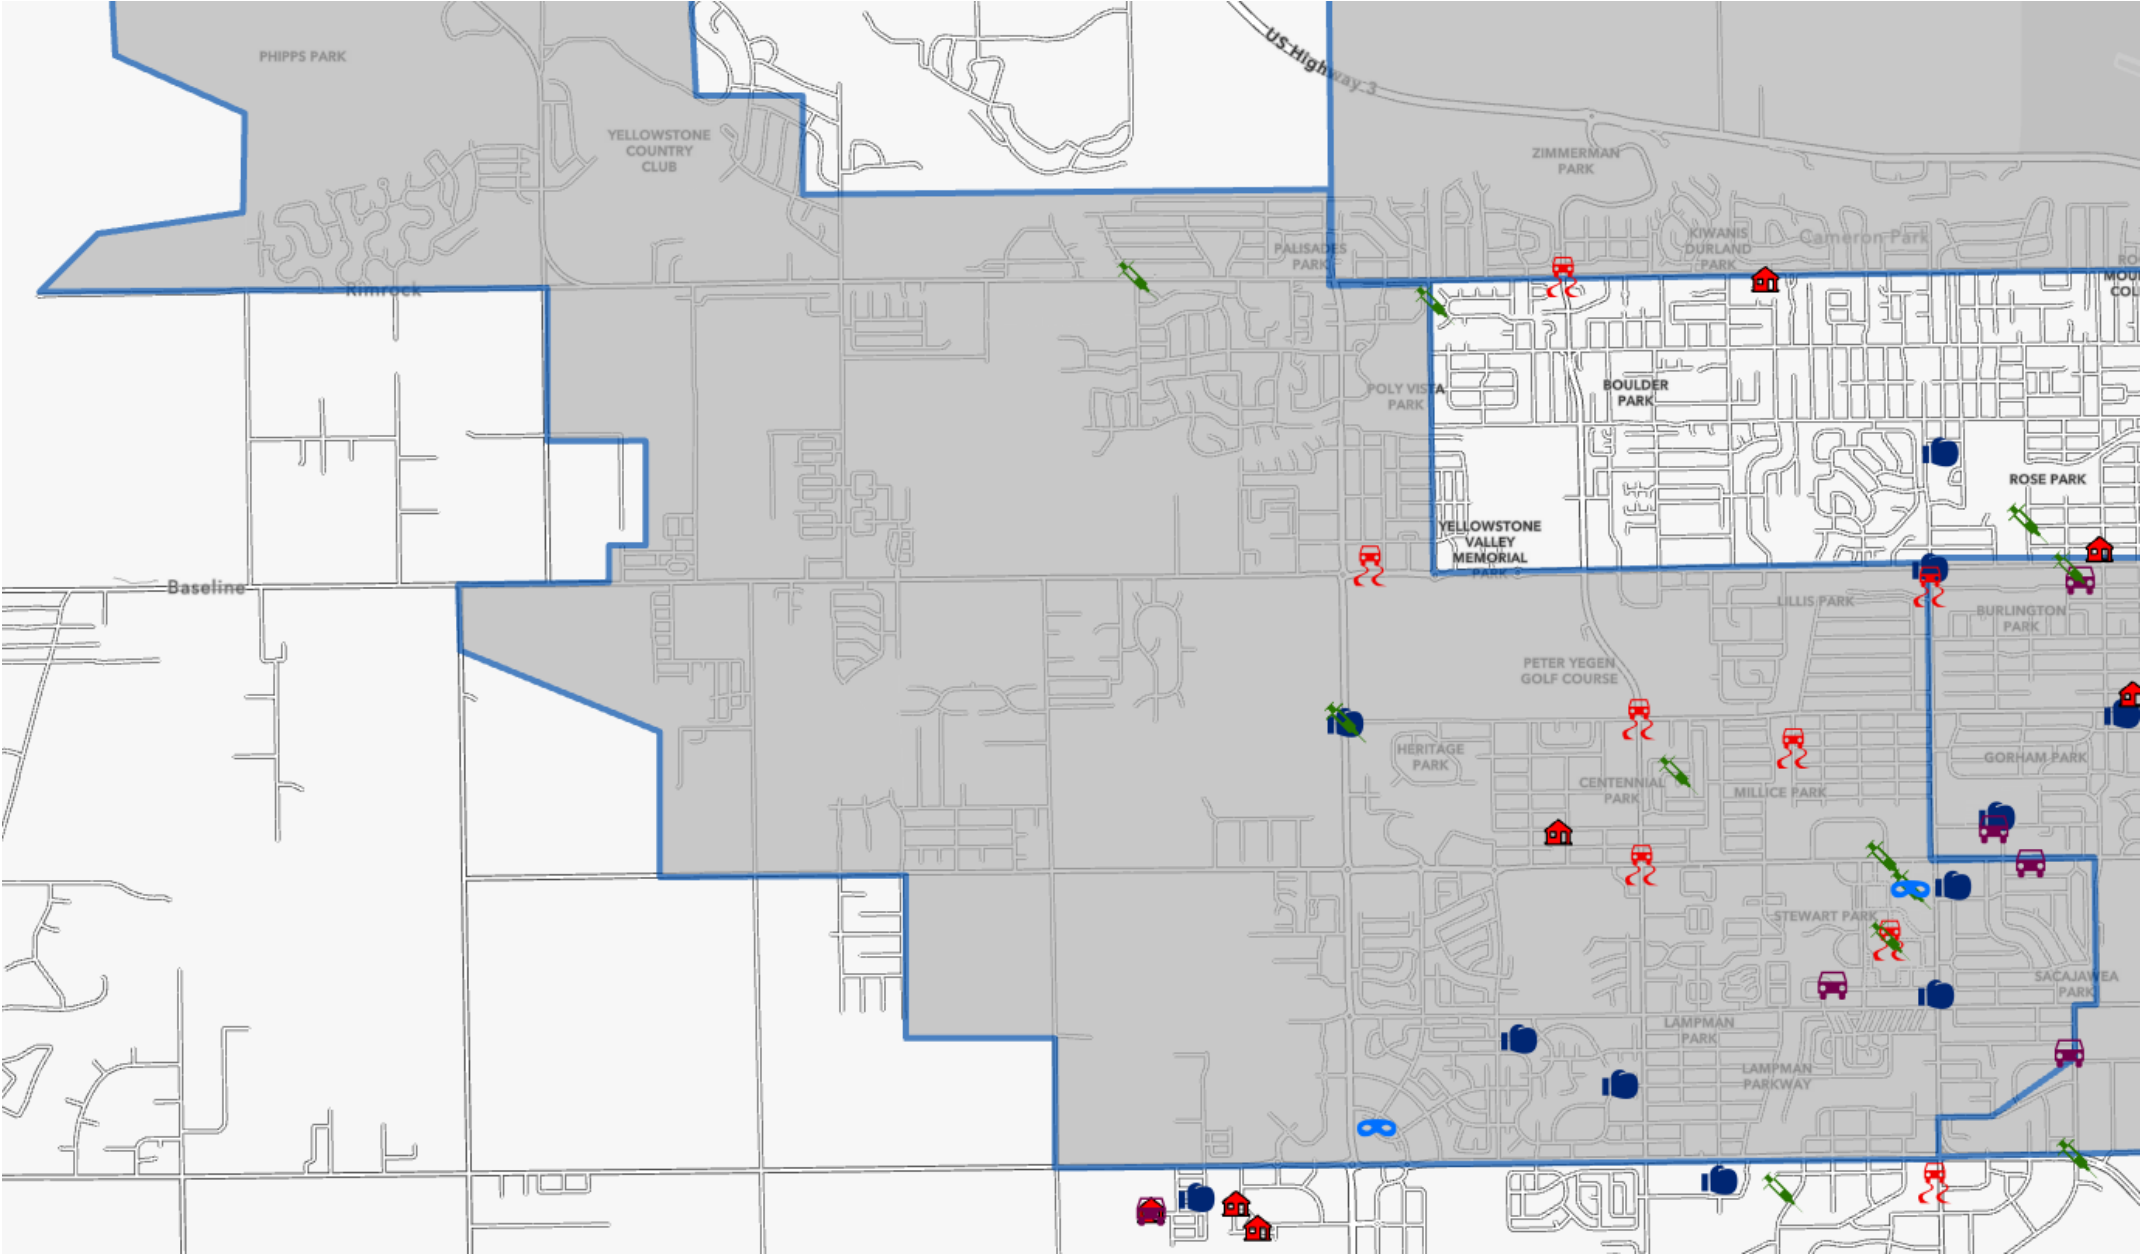 PHIPPS PARK
US Highway 3
YELLOWSTONE
COUNTRY
CLUB
ZIMMERMAN
PARK
PALISADES
PARK
KIWANIS
DURLAND
PARK
Cameron Park
Rimrock
POLY VISTA
PARK
BOULDER
PARK
ROSE PARK
YELLOWSTONE
VALLEY
MEMORIAL
PARK
Baseline
LILLIS PARK
BURLINGTON
PARK
PETER YEGEN
GOLF COURSE
HERITAGE
PARK
GORHAM PARK
CENTENNIAL
PARK
MILLICE PARK
STEWART PARK
SACAJAWEA
PARK
LAMPMAN
PARK
LAMPMAN
PARKWAY